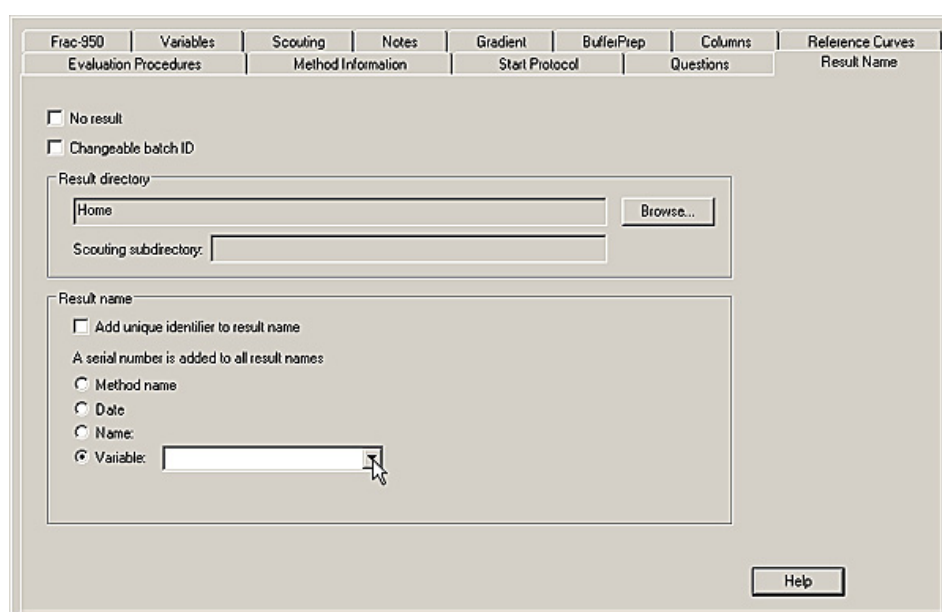 Frac-950 Variables Scouting Notes Gradient BufferPrep Columns Reference Curves
Evaluation Procedures Method Information Start Protocol Questions Result Name
No result
Changeable batch ID
Result directory
Home Browse...
Scouting subdirectory:
Result name
Add unique identifier to result name
A serial number is added to all result names
Method name
Date
Name:
Variable:
Help